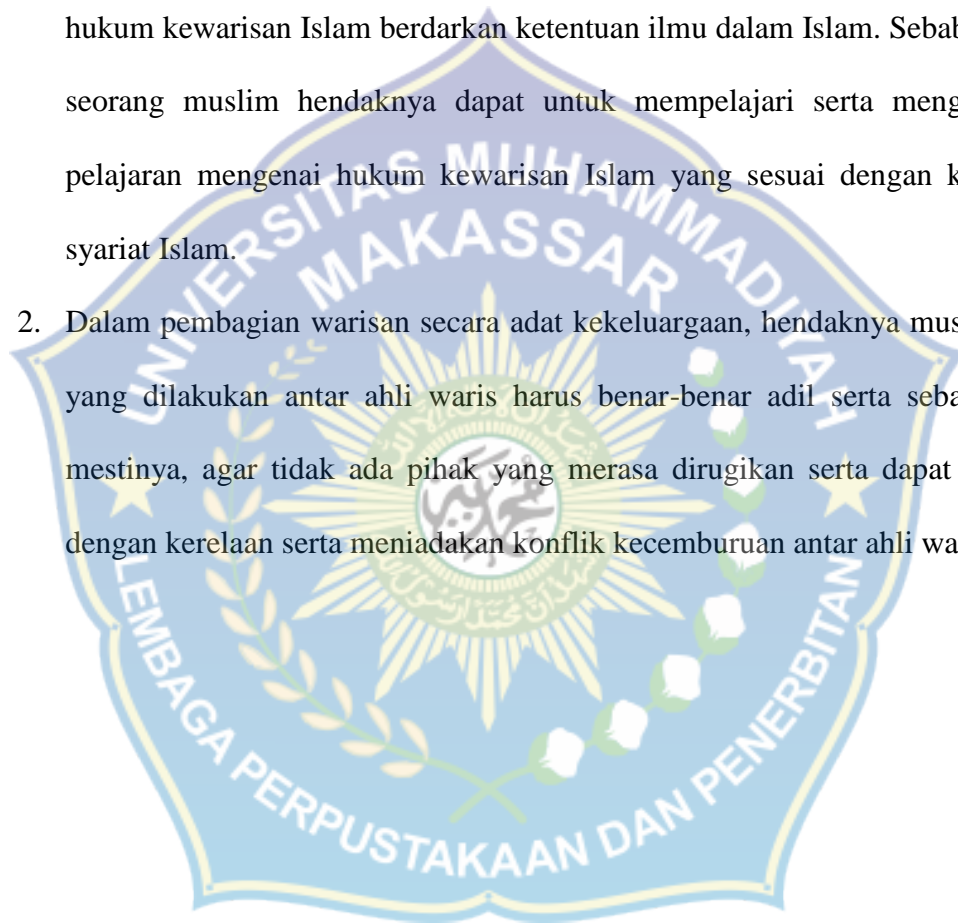 hukum kewarisan Islam berdarkan ketentuan ilmu dalam Islam. Sebab
seorang muslim hendaknya dapat untuk mempelajari serta meng
pelajaran mengenai hukum kewarisan Islam yang sesuai dengan k
syariat Islam.
2. Dalam pembagian warisan secara adat kekeluargaan, hendaknya mus
yang dilakukan antar ahli waris harus benar-benar adil serta seba
mestinya, agar tidak ada pihak yang merasa dirugikan serta dapat
dengan kerelaan serta meniadakan konflik kecemburuan antar ahli wa
UNIVERSITAS MUHAMMADIYAH
MAKASSAR
LEMBAGA PERPUSTAKAAN DAN PENERBITAN